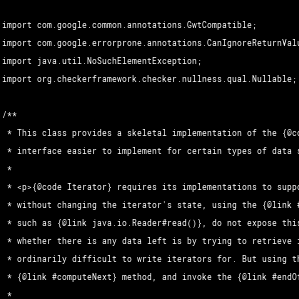 import com.google.common.annotations.GwtCompatible;
import com.google.errorprone.annotations.CanIgnoreReturnValu
import java.util.NoSuchElementException;
import org.checkerframework.checker.nullness.qual.Nullable;
/**
* This class provides a skeletal implementation of the {@co
* interface easier to implement for certain types of data s
*
* <p>{@code Iterator} requires its implementations to suppo
* without changing the iterator's state, using the {@link #
* such as {@link java.io.Reader#read()}, do not expose this
* whether there is any data left is by trying to retrieve i
* ordinarily difficult to write iterators for. But using th
* {@link #computeNext} method, and invoke the {@link #endOf
*